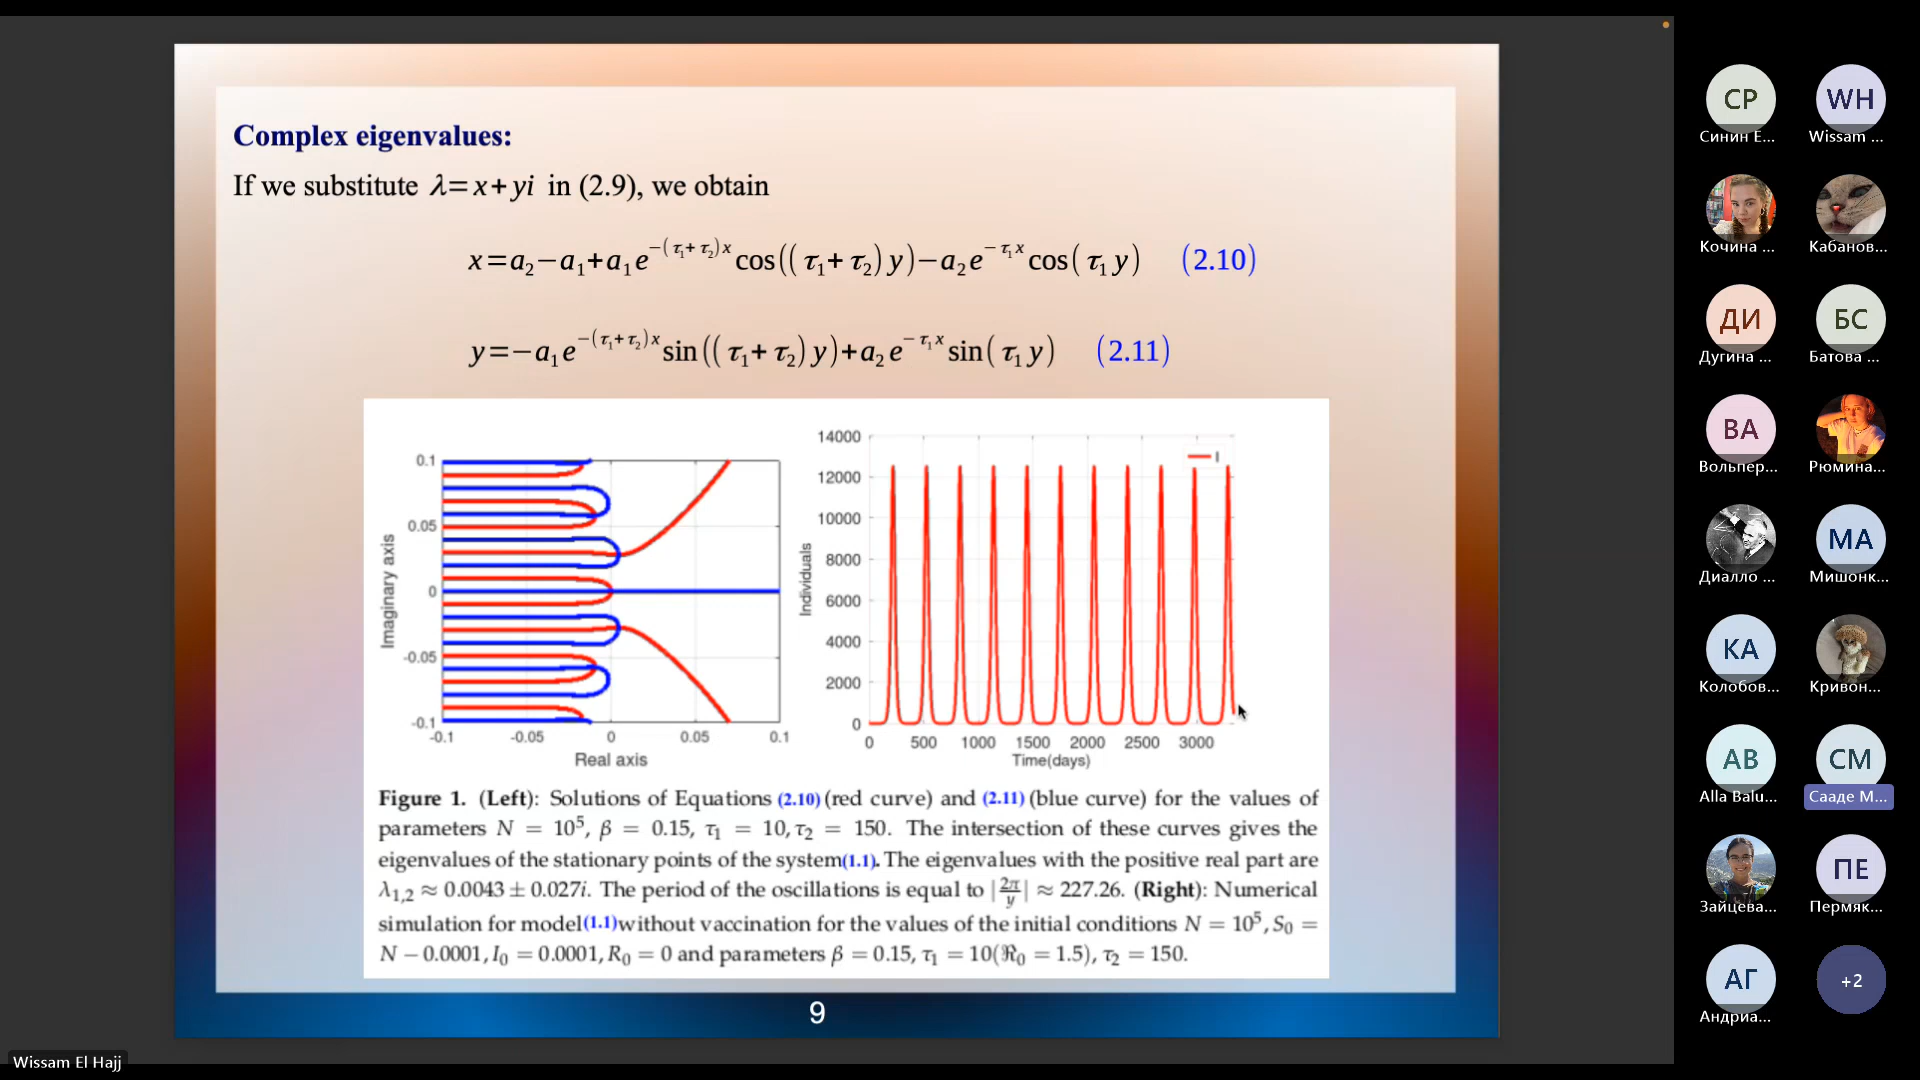 Complex eigenvalues:
If we substitute λ=x+yi in (2.9), we obtain
x=a₂−a₁+a₁e^{−(τ₁+τ₂)x}cos((τ₁+τ₂)y)−a₂e^{−τ₁x}cos(τ₁y) (2.10)
y=−a₁e^{−(τ₁+τ₂)x}sin((τ₁+τ₂)y)+a₂e^{−τ₁x}sin(τ₁y) (2.11)
0.1
0.05
0
-0.05
-0.1
Imaginary axis
-0.1 -0.05 0 0.05 0.1
Real axis
14000
12000
10000
8000
6000
4000
2000
0
Individuals
I
0 500 1000 1500 2000 2500 3000
Time(days)
Figure 1. (Left): Solutions of Equations (2.10) (red curve) and (2.11) (blue curve) for the values of
parameters N = 10⁵, β = 0.15, τ₁ = 10, τ₂ = 150. The intersection of these curves gives the
eigenvalues of the stationary points of the system(1.1). The eigenvalues with the positive real part are
λ₁,₂ ≈ 0.0043 ± 0.027i. The period of the oscillations is equal to |2π/y| ≈ 227.26. (Right): Numerical
simulation for model(1.1)without vaccination for the values of the initial conditions N = 10⁵, S₀ =
N − 0.0001, I₀ = 0.0001, R₀ = 0 and parameters β = 0.15, τ₁ = 10(ℜ₀ = 1.5), τ₂ = 150.
9
Wissam El Hajj
СР
Синин Е...
WH
Wissam ...
Кочина ...
Кабанов...
ДИ
Дугина ...
БС
Батова ...
ВА
Вольпер...
Рюмина...
Диалло ...
МА
Мишонк...
КА
Колобов...
Кривон...
AB
Alla Balu...
СМ
Сааде М...
Зайцева...
ПЕ
Пермяк...
АГ
Андриа...
+2